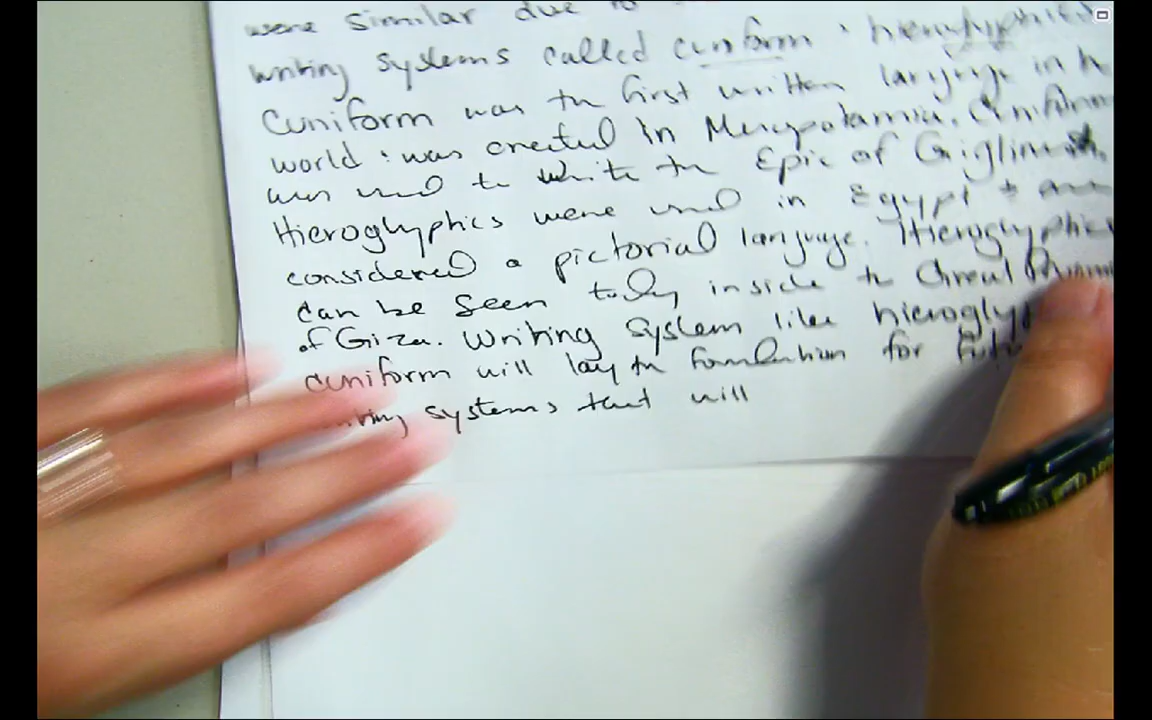 were similar due to
writing systems called cuniform + hieroglyphics
Cuniform was the first written language in
world + was created in Mesopotamia. Cuniform
was used to write the Epic of
Hieroglyphics were used in Egypt + are
considered a pictorial language. Hieroglyphics
can be seen today inside the Great
of Giza. Writing system like
cuniform will lay the foundation for
systems that will